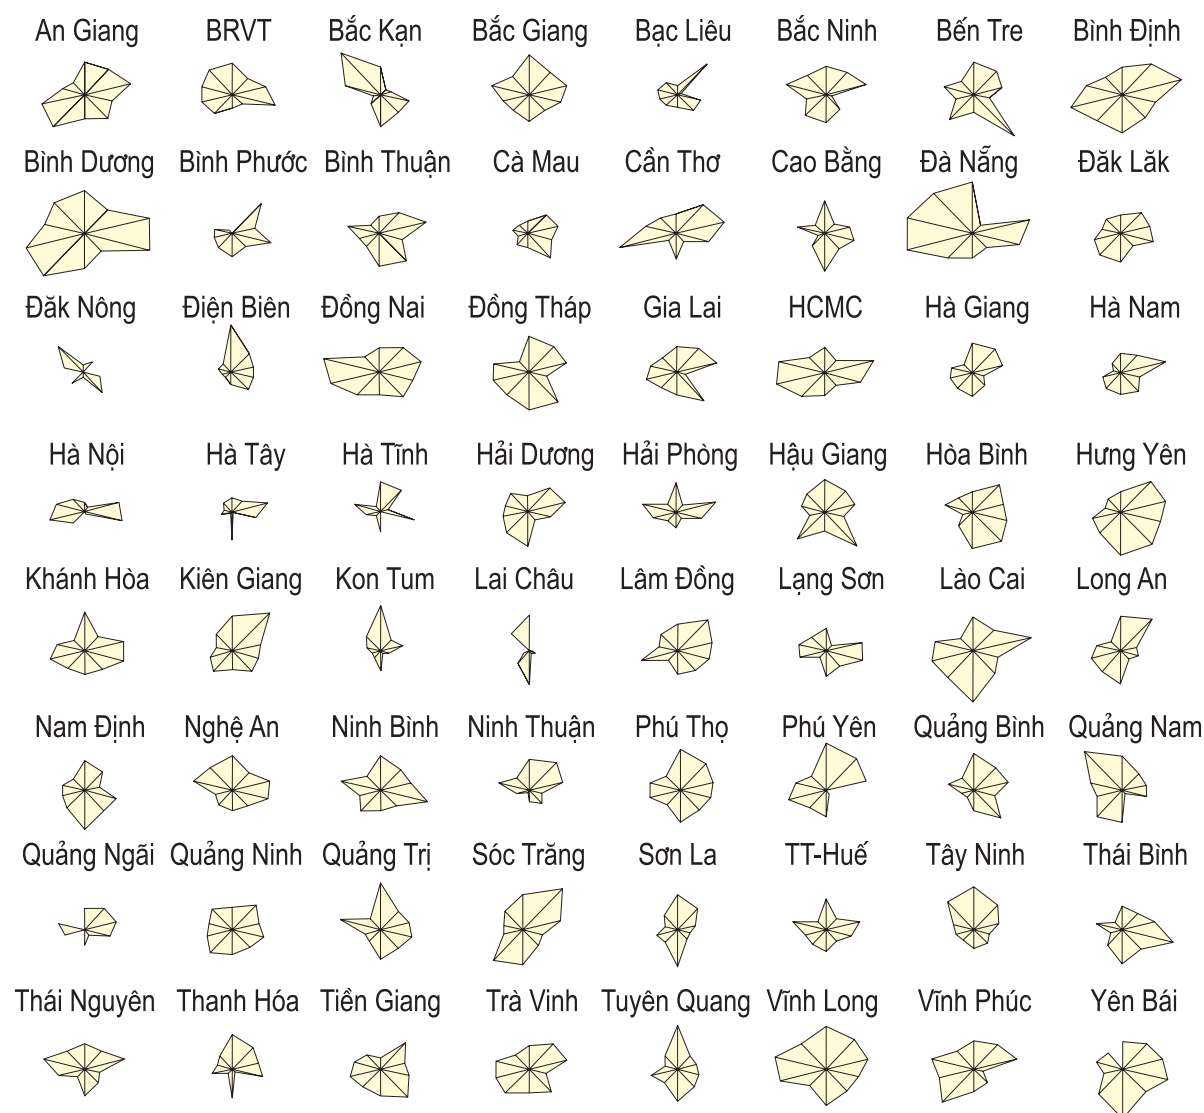 An Giang BRVT Bắc Kạn Bắc Giang Bạc Liêu Bắc Ninh Bến Tre Bình Định
Bình Dương Bình Phước Bình Thuận Cà Mau Cần Thơ Cao Bằng Đà Nẵng Đăk Lăk
Đăk Nông Điện Biên Đồng Nai Đồng Tháp Gia Lai HCMC Hà Giang Hà Nam
Hà Nội Hà Tây Hà Tĩnh Hải Dương Hải Phòng Hậu Giang Hòa Bình Hưng Yên
Khánh Hòa Kiên Giang Kon Tum Lai Châu Lâm Đồng Lạng Sơn Lào Cai Long An
Nam Định Nghệ An Ninh Bình Ninh Thuận Phú Thọ Phú Yên Quảng Bình Quảng Nam
Quảng Ngãi Quảng Ninh Quảng Trị Sóc Trăng Sơn La TT-Huế Tây Ninh Thái Bình
Thái Nguyên Thanh Hóa Tiền Giang Trà Vinh Tuyên Quang Vĩnh Long Vĩnh Phúc Yên Bái